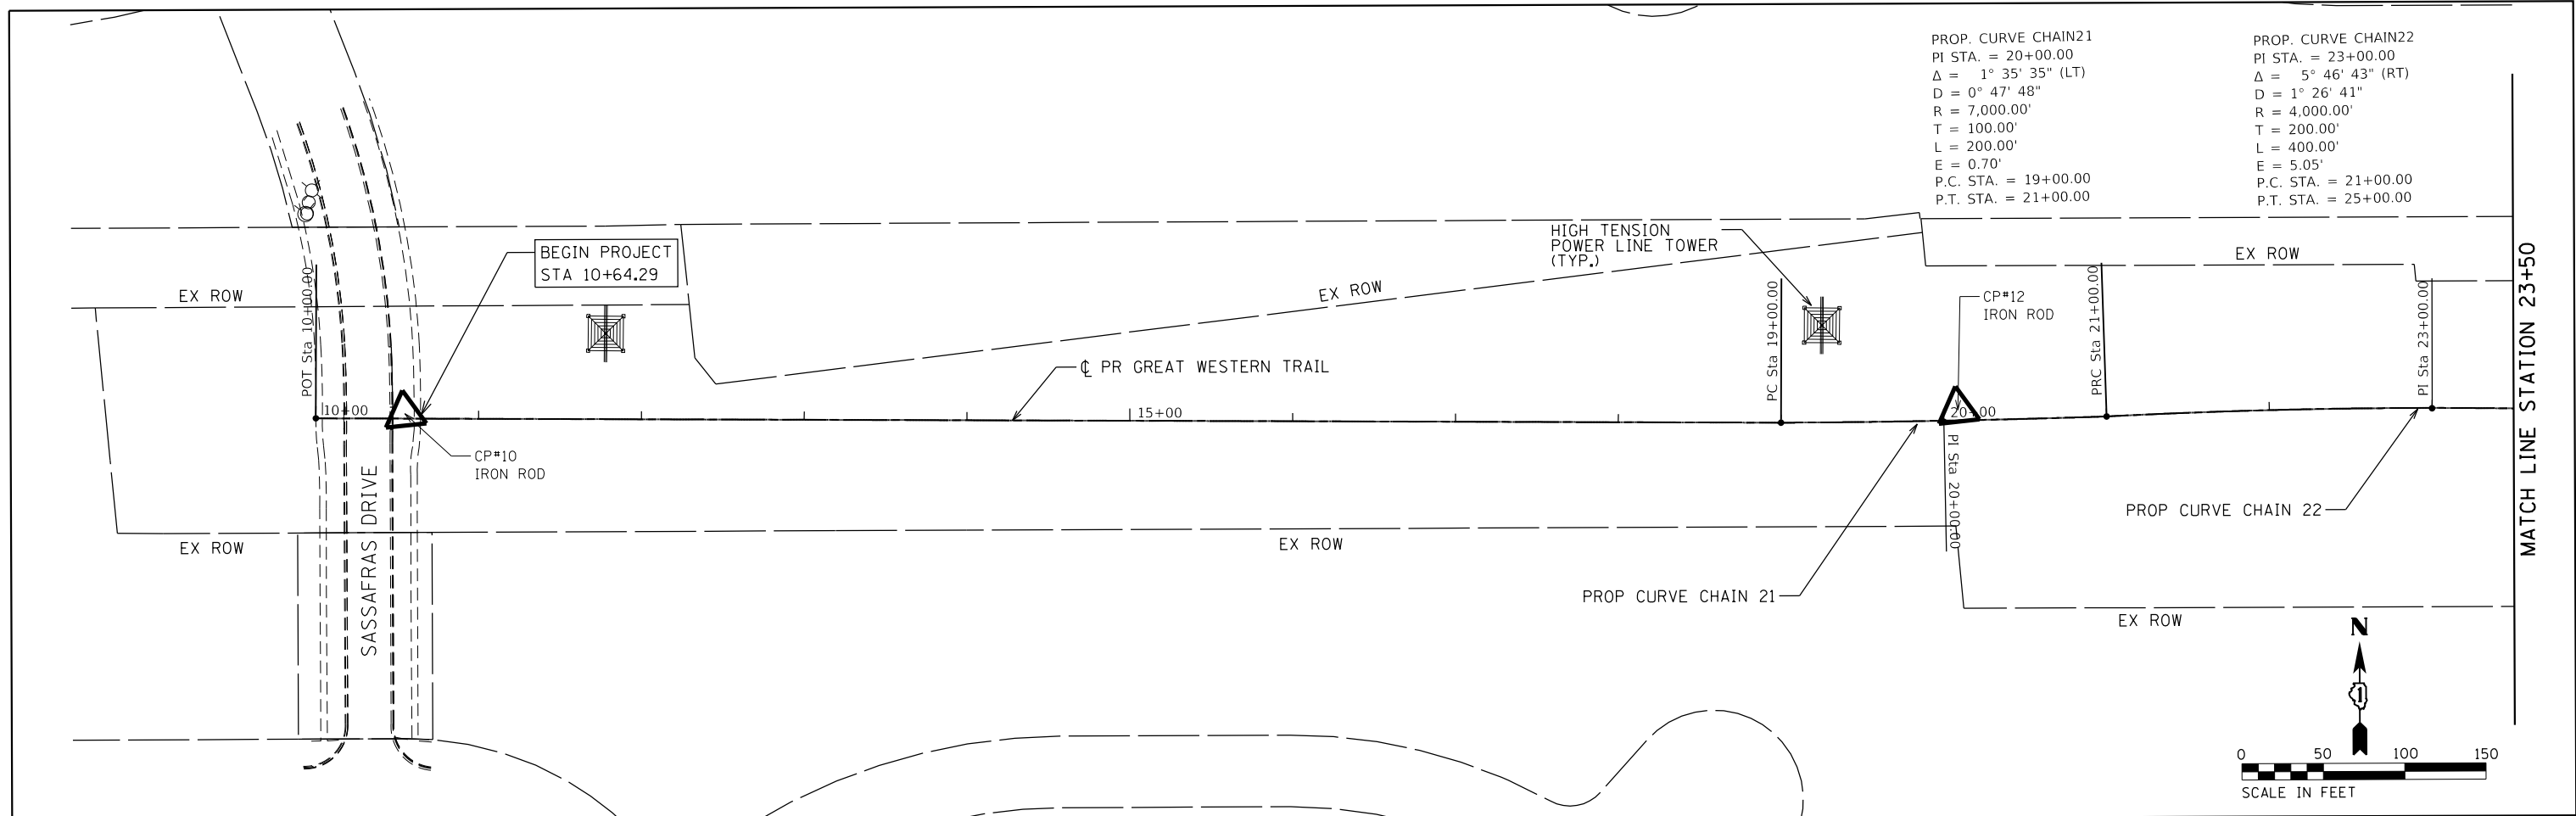 PROP. CURVE CHAIN21
PI STA. = 20+00.00
Δ = 1° 35' 35" (LT)
D = 0° 47' 48"
R = 7,000.00'
T = 100.00'
L = 200.00'
E = 0.70'
P.C. STA. = 19+00.00
P.T. STA. = 21+00.00
PROP. CURVE CHAIN22
PI STA. = 23+00.00
Δ = 5° 46' 43" (RT)
D = 1° 26' 41"
R = 4,000.00'
T = 200.00'
L = 400.00'
E = 5.05'
P.C. STA. = 21+00.00
P.T. STA. = 25+00.00
BEGIN PROJECT
STA 10+64.29
HIGH TENSION
POWER LINE TOWER
(TYP.)
EX ROW
EX ROW
EX ROW
CP#12
IRON ROD
POT Sta 10+00.00
PC Sta 19+00.00
PRC Sta 21+00.00
PI Sta 23+00.00
MATCH LINE STATION 23+50
℄ PR GREAT WESTERN TRAIL
10+00
15+00
20+00
CP#10
IRON ROD
PI Sta 20+00.00
SASSAFRAS DRIVE
PROP CURVE CHAIN 22
EX ROW
EX ROW
PROP CURVE CHAIN 21
EX ROW
N
1
0 50 100 150
SCALE IN FEET